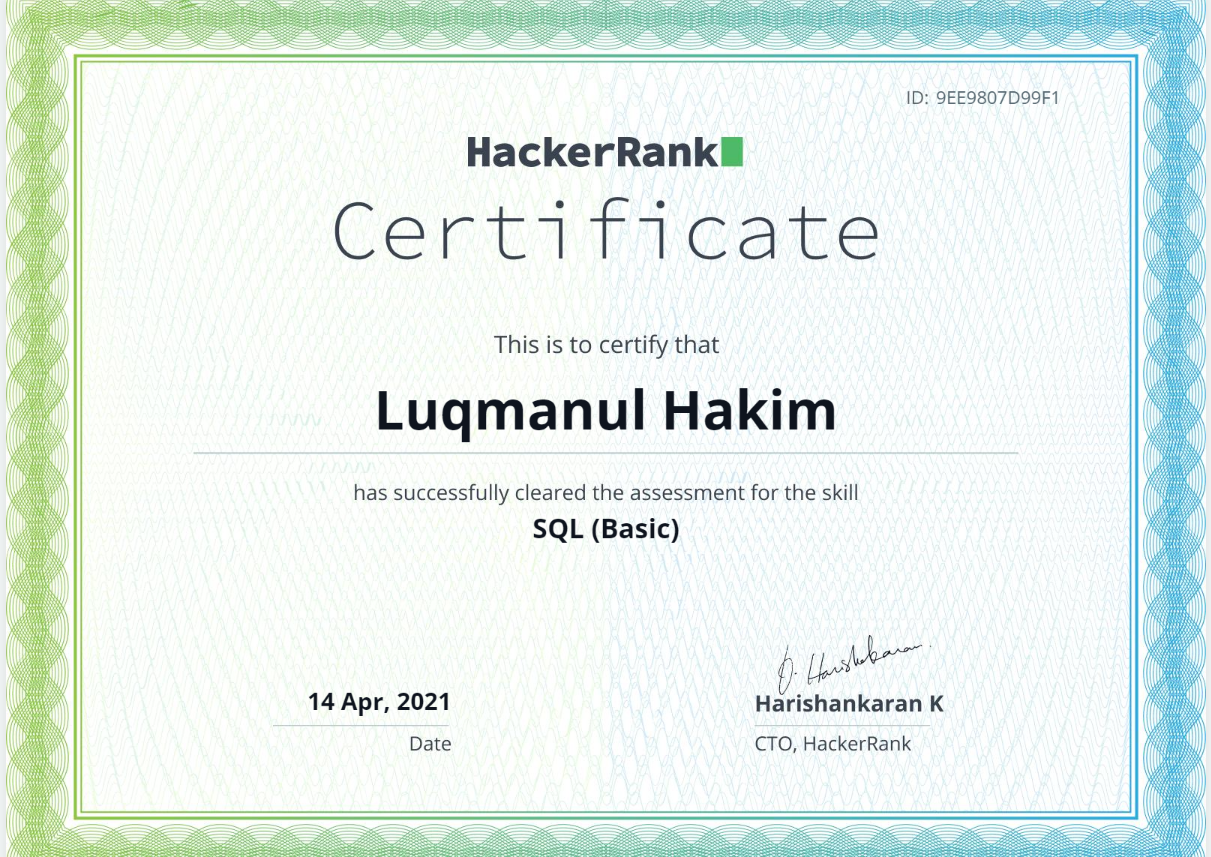 ID: 9EE9807D99F1
HackerRank
Certificate
This is to certify that
Luqmanul Hakim
has successfully cleared the assessment for the skill
SQL (Basic)
14 Apr, 2021
Date
Harishankaran K
CTO, HackerRank